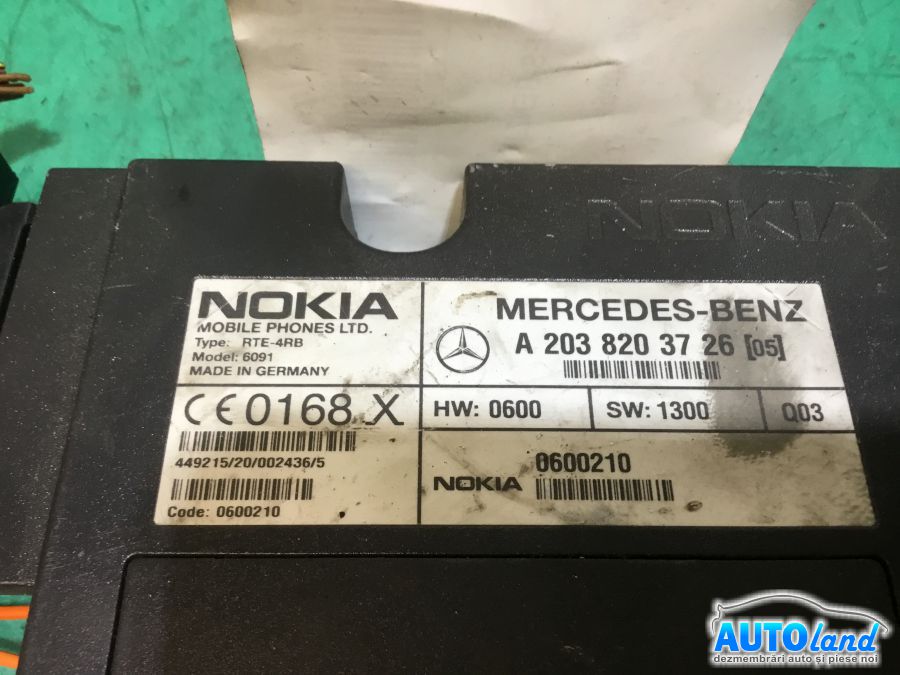 NOKIA
NOKIA
MOBILE PHONES LTD.
Type: RTE-4RB
Model: 6091
MADE IN GERMANY
MERCEDES-BENZ
A 203 820 37 26 [05]
CE 0168 X
HW: 0600
SW: 1300
Q03
449215/20/002436/5
Code: 0600210
0600210
NOKIA
AUTOland
dezmembrări auto și piese noi